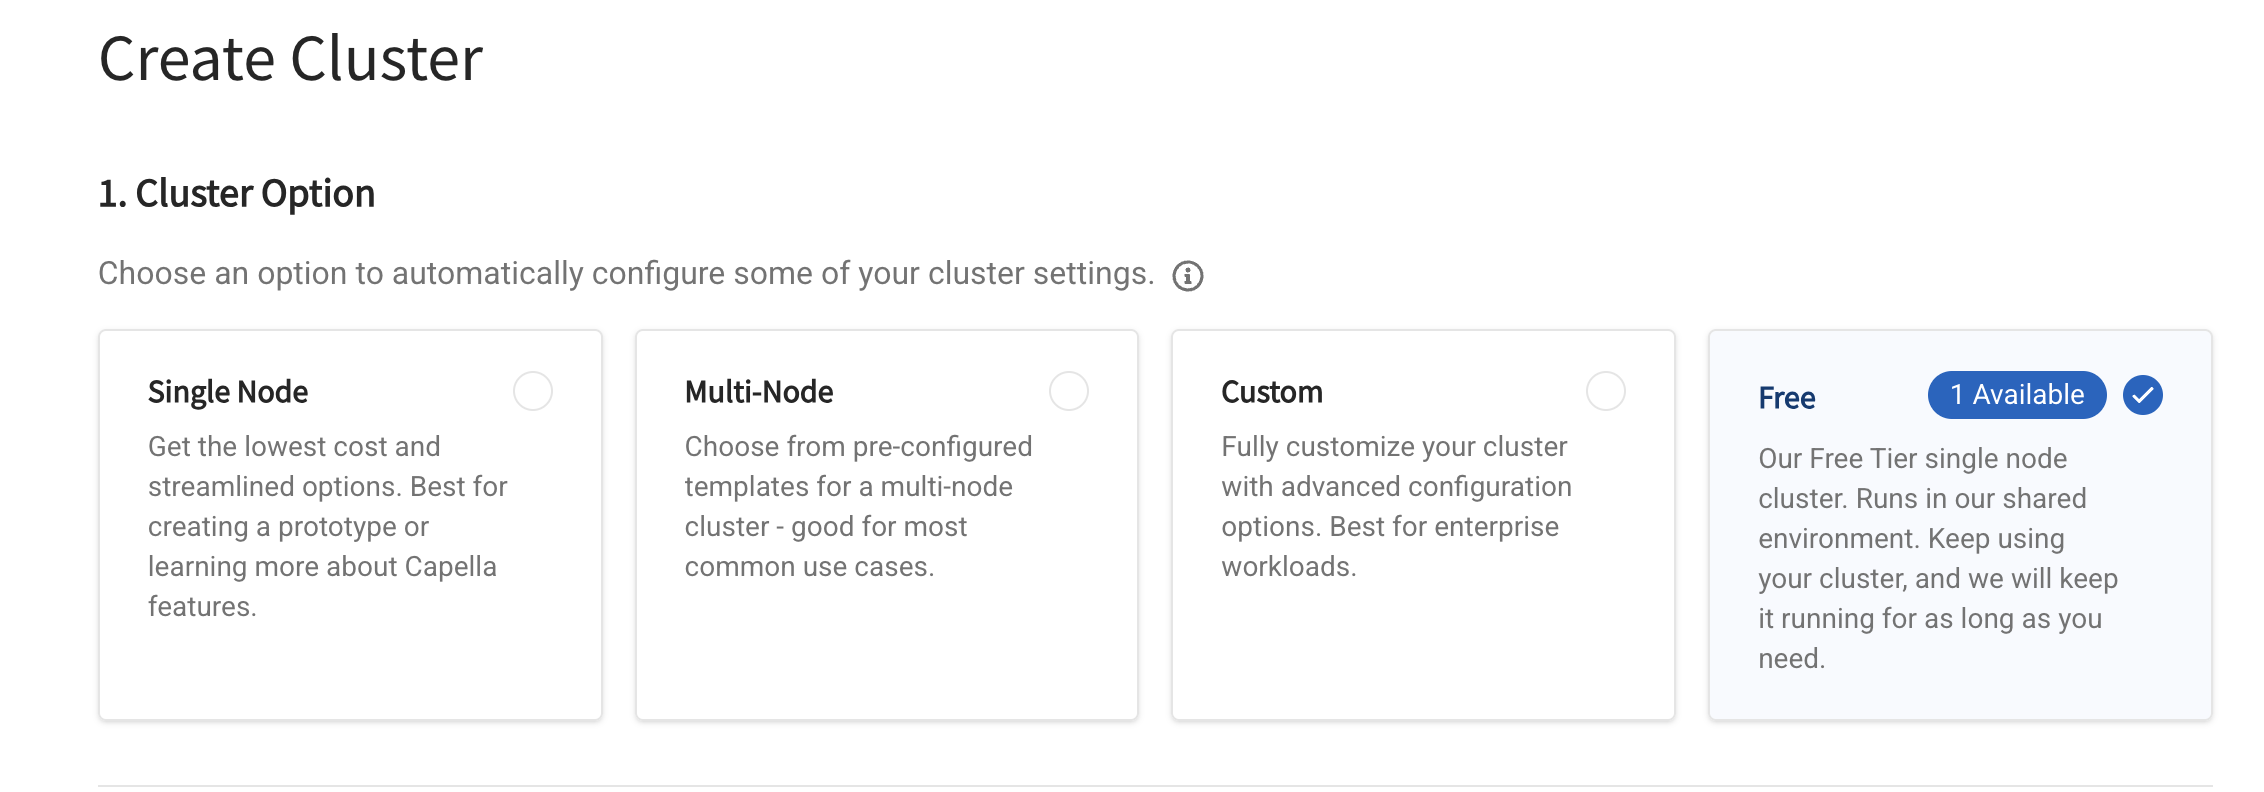 Create Cluster
1. Cluster Option
Choose an option to automatically configure some of your cluster settings.
Single Node
Get the lowest cost and
streamlined options. Best for
creating a prototype or
learning more about Capella
features.
Multi-Node
Choose from pre-configured
templates for a multi-node
cluster - good for most
common use cases.
Custom
Fully customize your cluster
with advanced configuration
options. Best for enterprise
workloads.
Free
1 Available
Our Free Tier single node
cluster. Runs in our shared
environment. Keep using
your cluster, and we will keep
it running for as long as you
need.